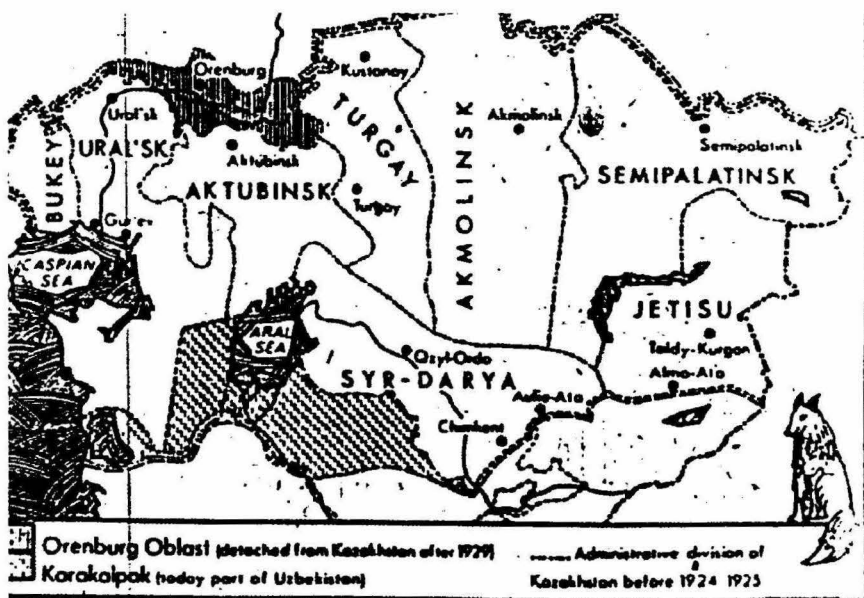 Orenburg
Kustanay
Ural'sk
Akmolinsk
Semipalatinsk
BUKEY
URAL'SK
TURGAY
AKMOLINSK
Aktubinsk
AKTUBINSK
Turgay
SEMIPALATINSK
CASPIAN
SEA
ARAL
SEA
JETISU
Taldy-Kurgan
Alma-Ata
Qzyl-Orda
SYR-DARYA
Aulie-Ata
Chimkent
Orenburg Oblast (detached from Kazakhstan after 1929)
Karakalpak (today part of Uzbekistan)
Administrative division of
Kazakhstan before 1924 1925